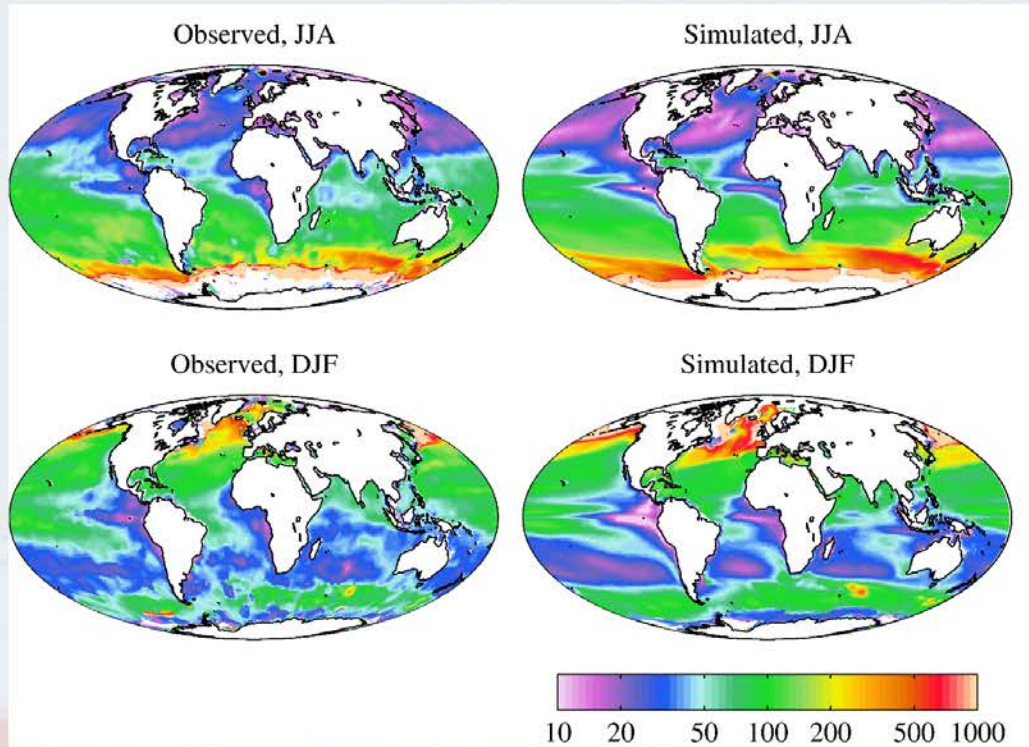 Observed, JJA
Simulated, JJA
Observed, DJF
Simulated, DJF
10 20 50 100 200 500 1000